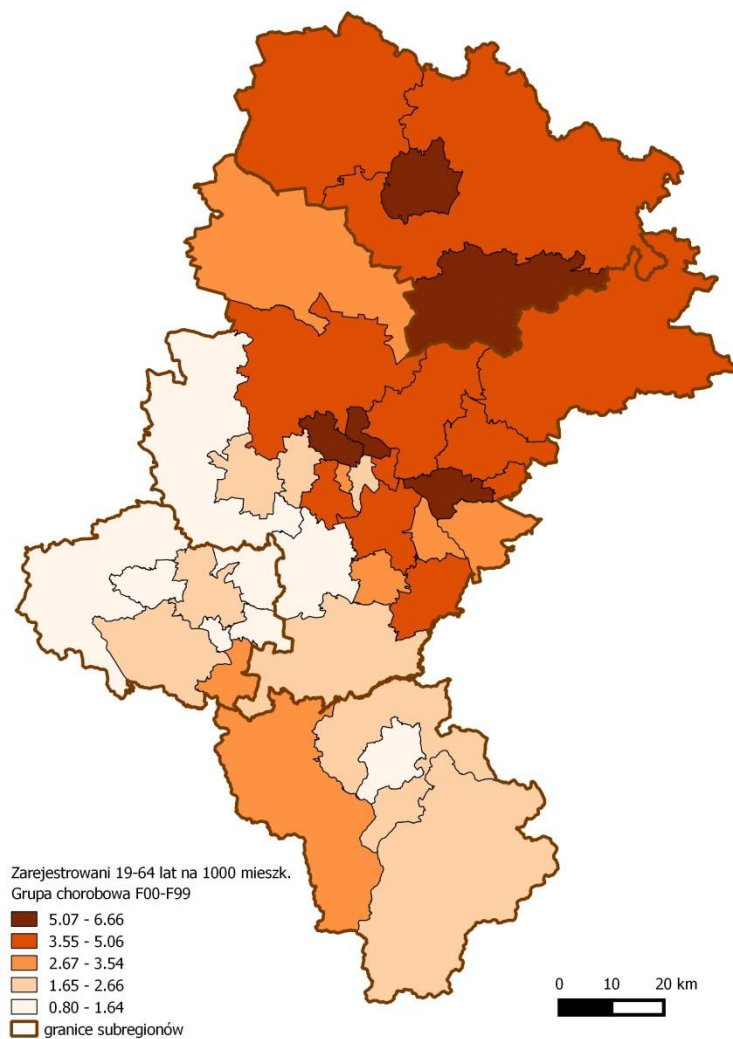 Zarejestrowani 19-64 lat na 1000 mieszk.
Grupa chorobowa F00-F99
5.07 - 6.66
3.55 - 5.06
2.67 - 3.54
1.65 - 2.66
0.80 - 1.64
granice subregionów
0 10 20 km